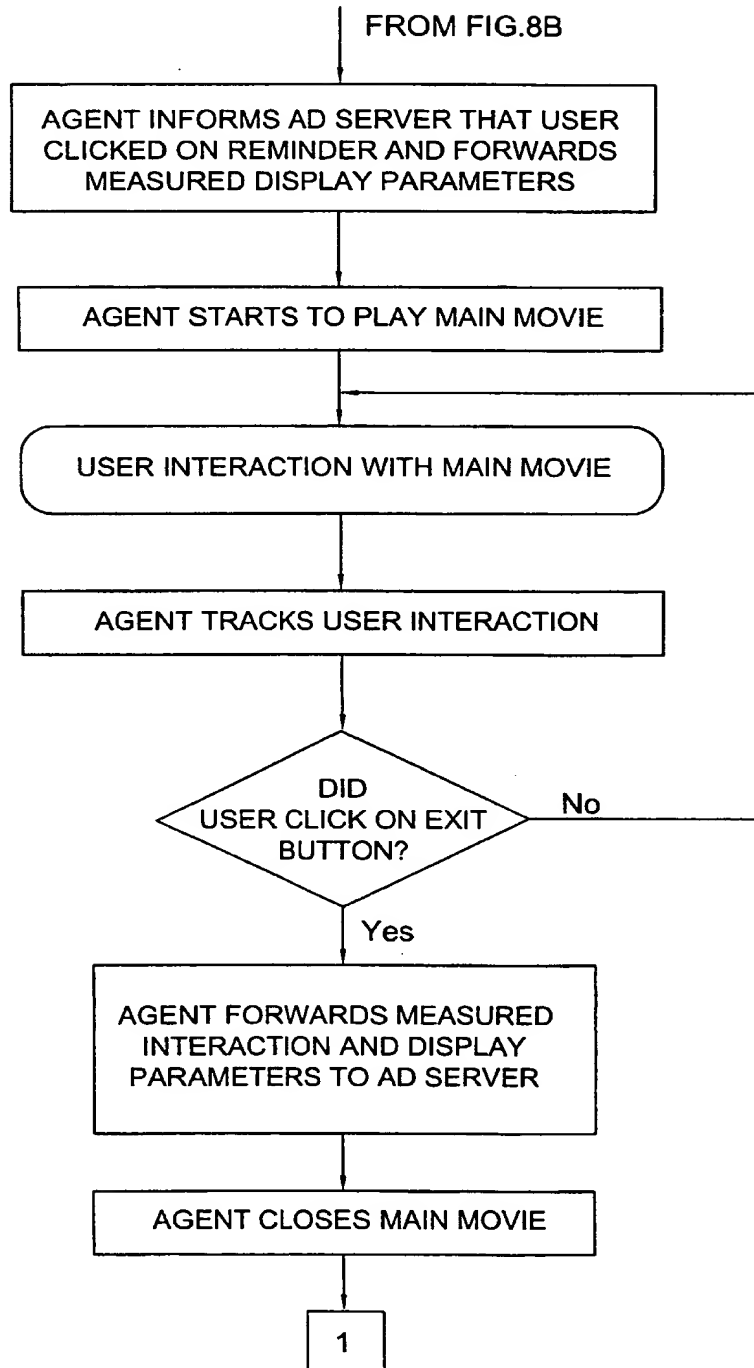 FROM FIG.8B
AGENT INFORMS AD SERVER THAT USER
CLICKED ON REMINDER AND FORWARDS
MEASURED DISPLAY PARAMETERS
AGENT STARTS TO PLAY MAIN MOVIE
USER INTERACTION WITH MAIN MOVIE
AGENT TRACKS USER INTERACTION
DID
USER CLICK ON EXIT
BUTTON?
No
Yes
AGENT FORWARDS MEASURED
INTERACTION AND DISPLAY
PARAMETERS TO AD SERVER
AGENT CLOSES MAIN MOVIE
1